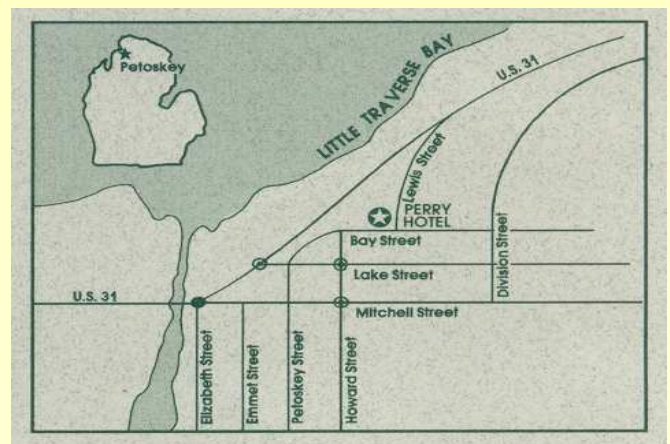 Petoskey
LITTLE TRAVERSE BAY
U.S. 31
Lewis Street
PERRY
HOTEL
Bay Street
Lake Street
Division Street
U.S. 31
Mitchell Street
Elizabeth Street
Emmet Street
Petoskey Street
Howard Street